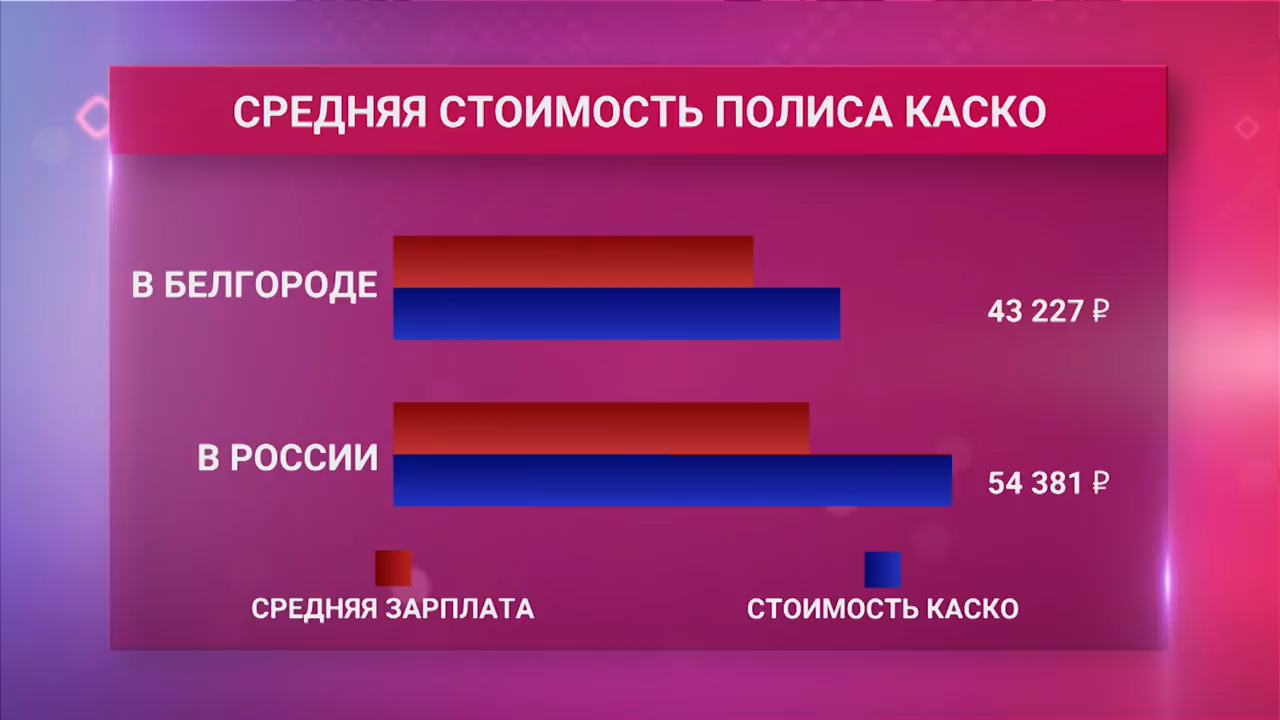 СРЕДНЯЯ СТОИМОСТЬ ПОЛИСА КАСКО
В БЕЛГОРОДЕ
43 227 ₽
В РОССИИ
54 381 ₽
СРЕДНЯЯ ЗАРПЛАТА
СТОИМОСТЬ КАСКО